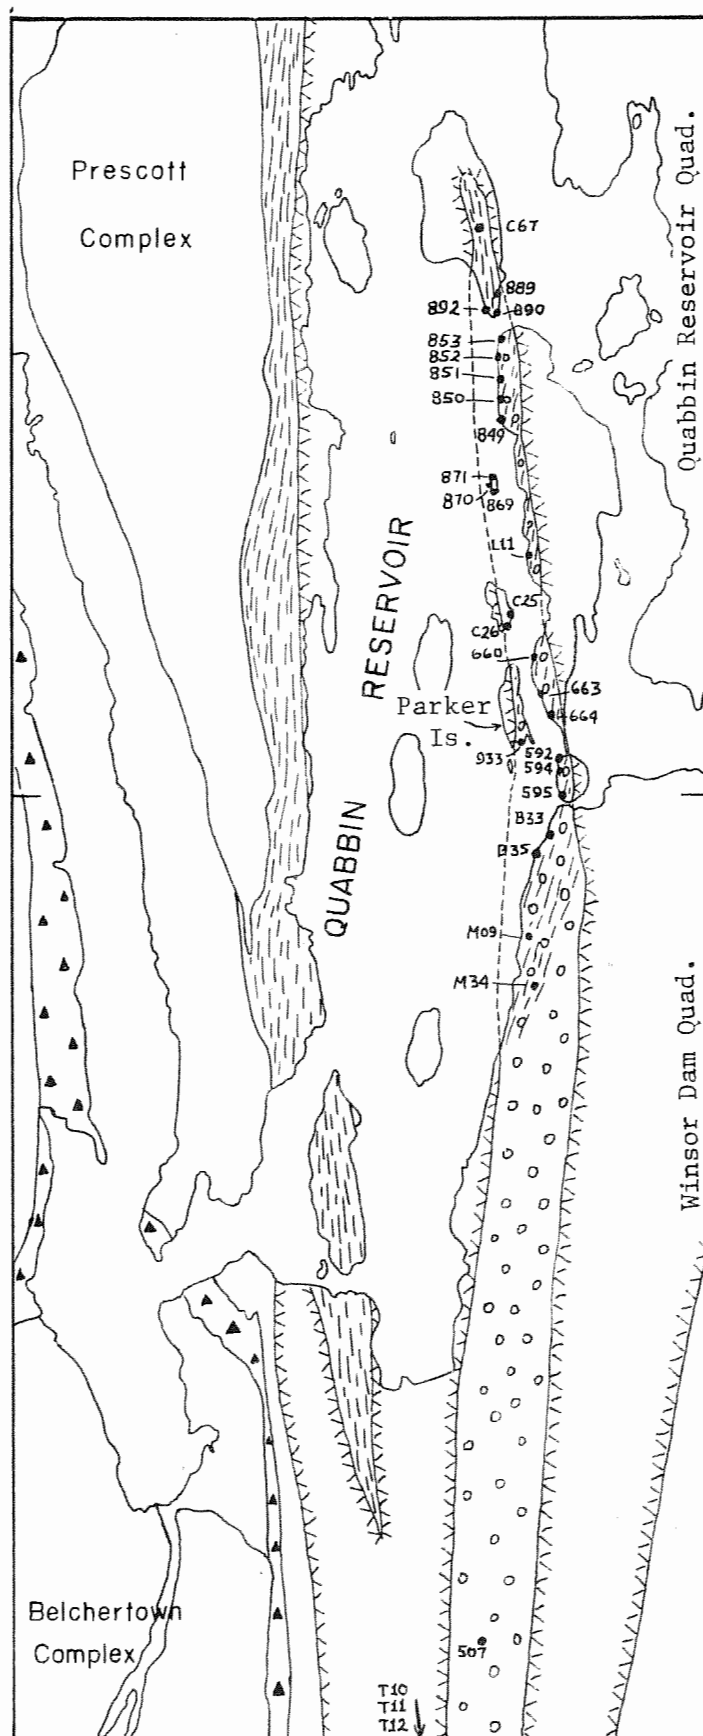 Prescott
Complex
Quabbin Reservoir Quad.
C67
889
892
890
853
852
851
850
849
871
870
869
L11
RESERVOIR
C25
C26
660
663
Parker
Is.
664
933
592
594
595
QUABBIN
B33
B35
M09
M34
Winsor Dam Quad.
Belchertown
Complex
507
T10
T11
T12